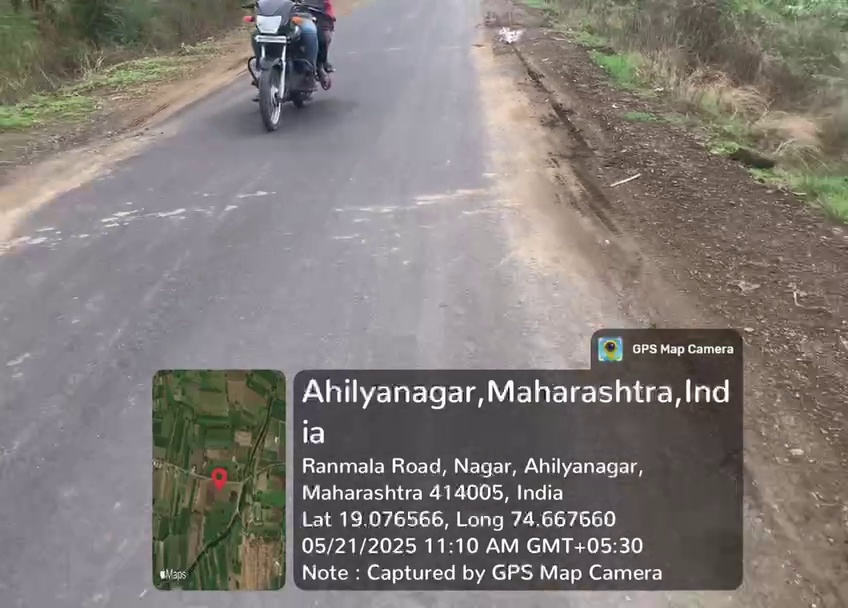 GPS Map Camera
Ahilyanagar,Maharashtra,Ind
ia
Ranmala Road, Nagar, Ahilyanagar,
Maharashtra 414005, India
Lat 19.076566, Long 74.667660
05/21/2025 11:10 AM GMT+05:30
Note : Captured by GPS Map Camera
Maps